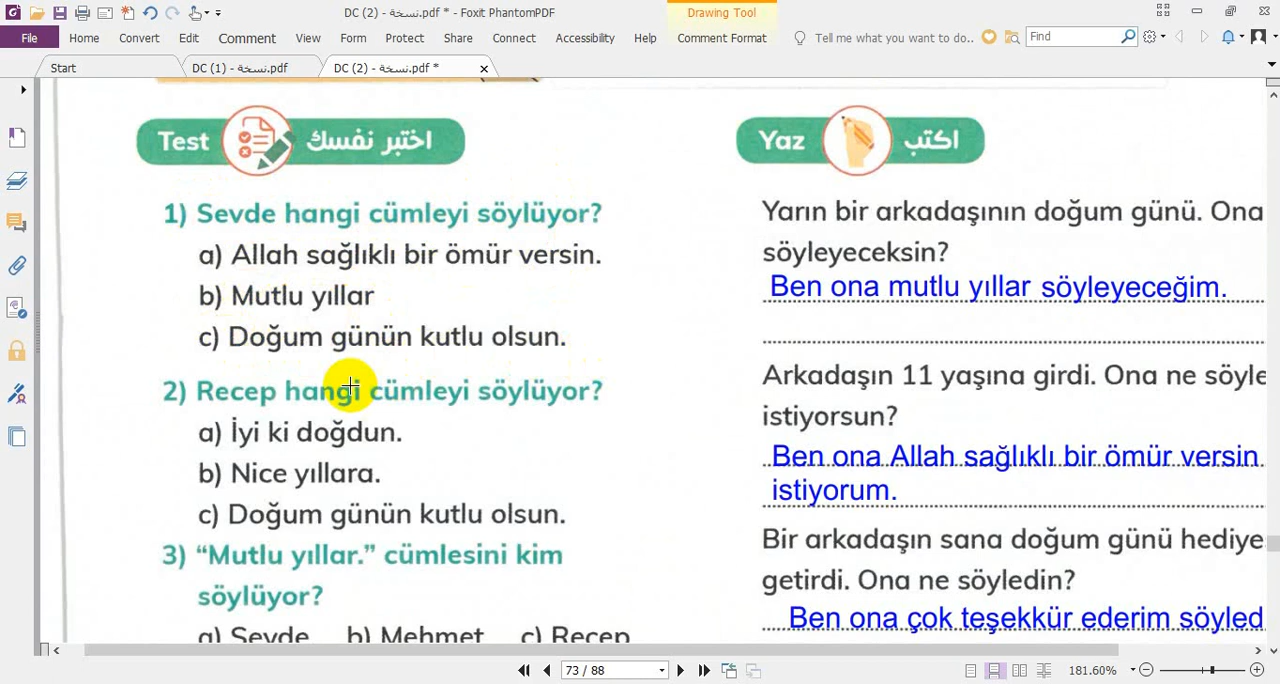 DC (2) - نسخة.pdf * - Foxit PhantomPDF
Drawing Tool
File Home Convert Edit Comment View Form Protect Share Connect Accessibility Help Comment Format Tell me what you want to do.. Find
Start DC (1) - نسخة.pdf DC (2) - نسخة.pdf *
Test اختبر نفسك
1) Sevde hangi cümleyi söylüyor?
a) Allah sağlıklı bir ömür versin.
b) Mutlu yıllar
c) Doğum günün kutlu olsun.
2) Recep hangi cümleyi söylüyor?
a) İyi ki doğdun.
b) Nice yıllara.
c) Doğum günün kutlu olsun.
3) “Mutlu yıllar.” cümlesini kim
söylüyor?
a) Sevde b) Mehmet c) Recep
Yaz اكتب
Yarın bir arkadaşının doğum günü. Ona
söyleyeceksin?
Ben ona mutlu yıllar söyleyeceğim.
Arkadaşın 11 yaşına girdi. Ona ne söyle
istiyorsun?
Ben ona Allah sağlıklı bir ömür versin
istiyorum.
Bir arkadaşın sana doğum günü hediye
getirdi. Ona ne söyledin?
Ben ona çok teşekkür ederim söyled
73 / 88
181.60%